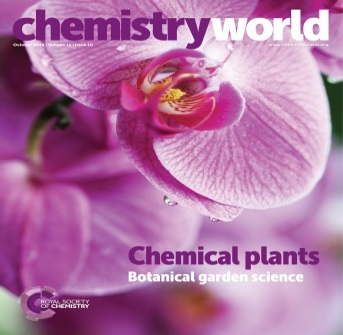 chemistryworld
Chemical plants
Botanical garden science
ROYAL SOCIETY
OF CHEMISTRY